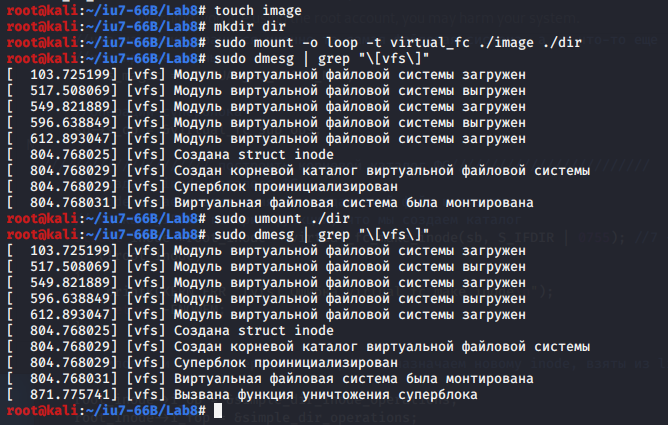 root@kali:~/iu7-66B/Lab8# touch image
root@kali:~/iu7-66B/Lab8# mkdir dir
root@kali:~/iu7-66B/Lab8# sudo mount -o loop -t virtual_fc ./image ./dir
root@kali:~/iu7-66B/Lab8# sudo dmesg | grep "\[vfs\]"
[  103.725199] [vfs] Модуль виртуальной файловой системы загружен
[  517.508069] [vfs] Модуль виртуальной файловой системы выгружен
[  549.821889] [vfs] Модуль виртуальной файловой системы загружен
[  596.638849] [vfs] Модуль виртуальной файловой системы выгружен
[  612.893047] [vfs] Модуль виртуальной файловой системы загружен
[  804.768025] [vfs] Создана struct inode
[  804.768029] [vfs] Создан корневой каталог виртуальной файловой системы
[  804.768029] [vfs] Суперблок проинициализирован
[  804.768031] [vfs] Виртуальная файловая система была монтирована
root@kali:~/iu7-66B/Lab8# sudo umount ./dir
root@kali:~/iu7-66B/Lab8# sudo dmesg | grep "\[vfs\]"
[  103.725199] [vfs] Модуль виртуальной файловой системы загружен
[  517.508069] [vfs] Модуль виртуальной файловой системы выгружен
[  549.821889] [vfs] Модуль виртуальной файловой системы загружен
[  596.638849] [vfs] Модуль виртуальной файловой системы выгружен
[  612.893047] [vfs] Модуль виртуальной файловой системы загружен
[  804.768025] [vfs] Создана struct inode
[  804.768029] [vfs] Создан корневой каталог виртуальной файловой системы
[  804.768029] [vfs] Суперблок проинициализирован
[  804.768031] [vfs] Виртуальная файловая система была монтирована
[  871.775741] [vfs] Вызвана функция уничтожения суперблока
root@kali:~/iu7-66B/Lab8#